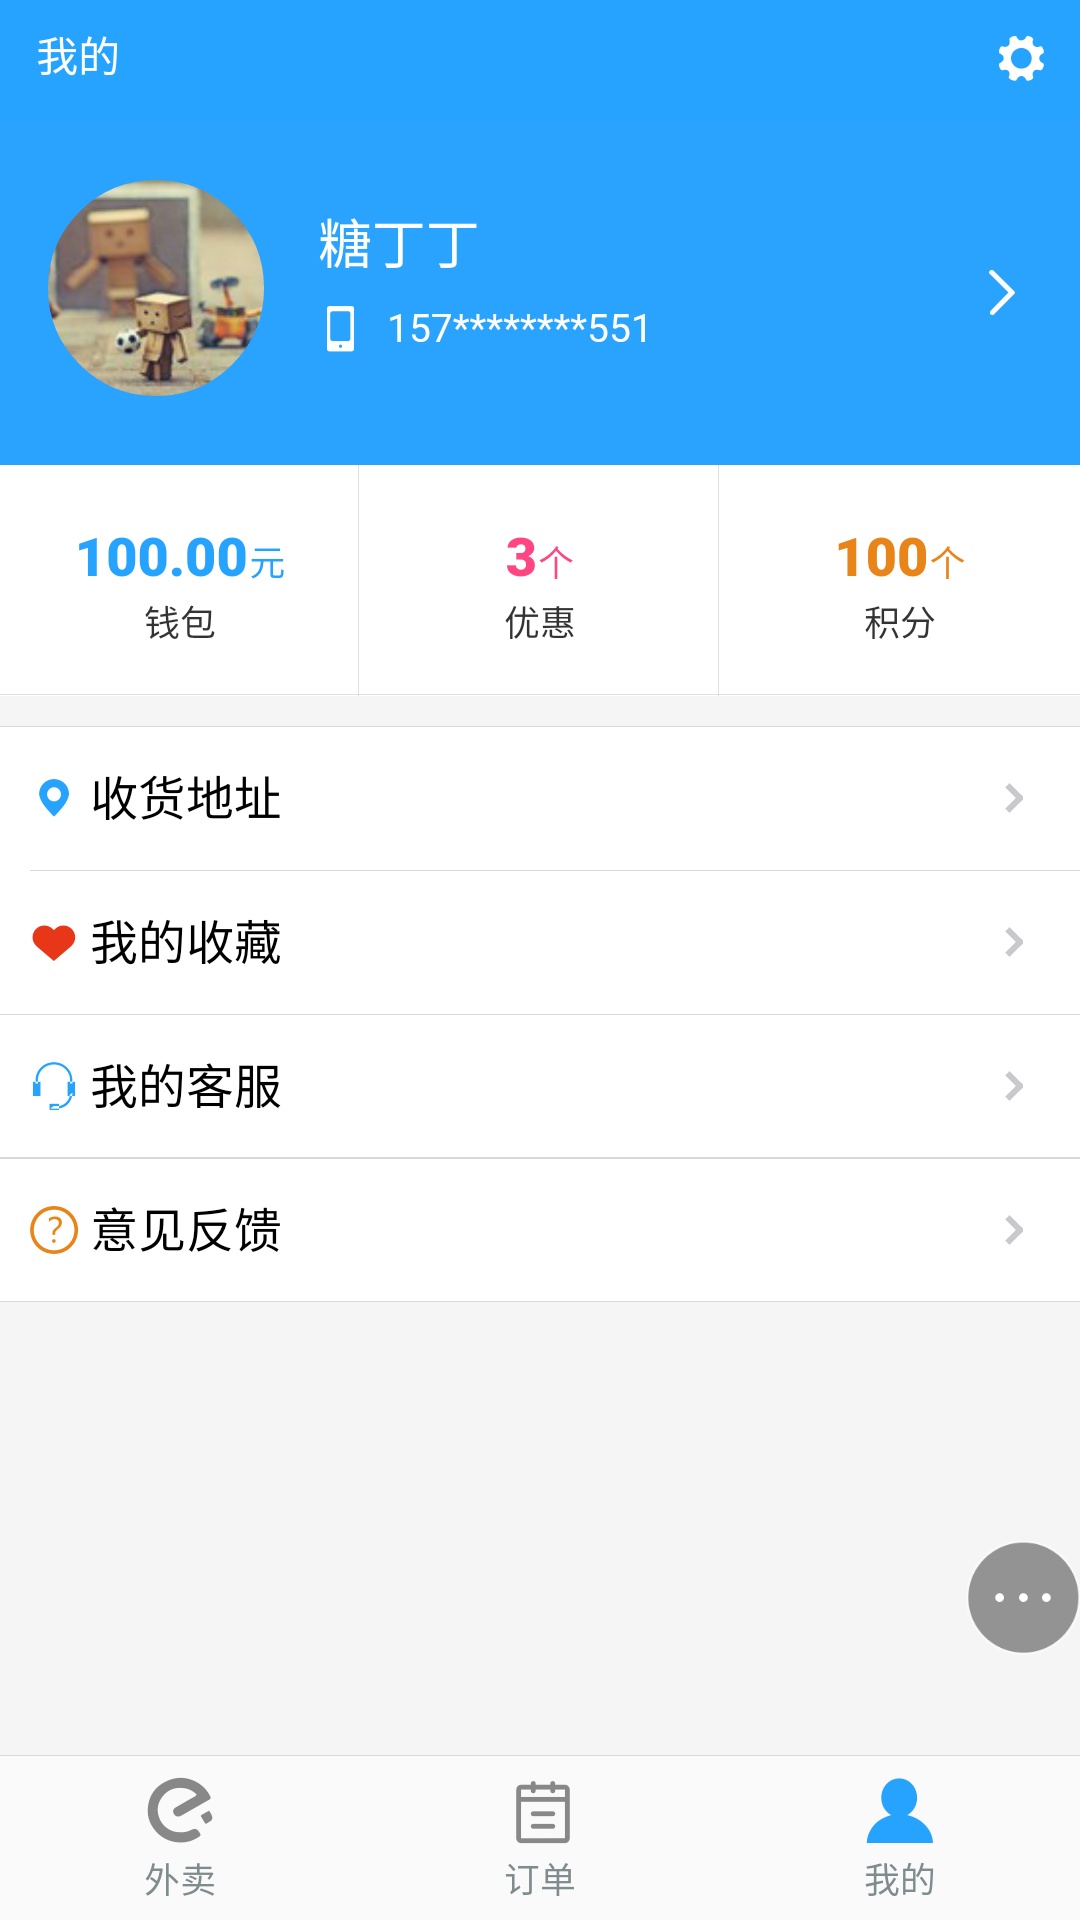 我的
糖丁丁
157********551
100.00元
钱包
3个
优惠
100个
积分
收货地址
我的收藏
我的客服
意见反馈
外卖
订单
我的